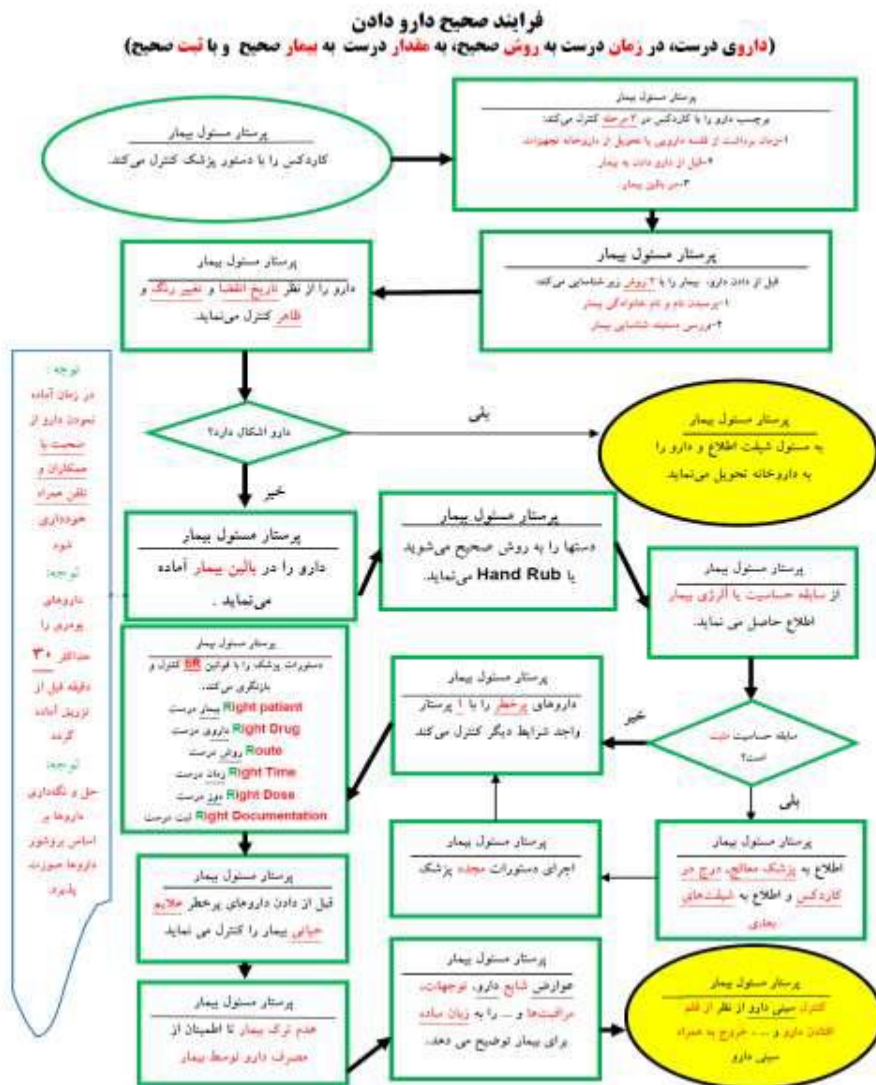 فرایند صحیح دارو دادن
(داروی درست، در زمان درست به روش صحیح، به مقدار درست به بیمار صحیح و با ثبت صحیح)
پرستار مسئول بیمار
کاردکس را با دستور پزشک کنترل می‌کند.
پرستار مسئول بیمار
برچسب دارو را با کاردکس در ۳ مرحله کنترل می‌کند:
۱-زمان برداشت از قفسه دارویی یا تحویل از داروخانه تجهیزات
۲-قبل از دارو دادن به بیمار
۳-در بالین بیمار
پرستار مسئول بیمار
قبل از دادن دارو، بیمار را با ۲ روش زیر شناسایی می‌کند:
۱-پرسیدن نام و نام خانوادگی بیمار
۲-بررسی دستبند شناسایی بیمار
پرستار مسئول بیمار
دارو را از نظر تاریخ انقضا و تغییر رنگ و
ظاهر کنترل می‌نماید.
دارو اشکال دارد؟
بلی
پرستار مسئول بیمار
به مسئول شیفت اطلاع و دارو را
به داروخانه تحویل می‌نماید.
خیر
پرستار مسئول بیمار
دارو را در بالین بیمار آماده
می‌نماید .
پرستار مسئول بیمار
دستها را به روش صحیح می‌شوید
یا Hand Rub می‌نماید.
پرستار مسئول بیمار
از سابقه حساسیت یا آلرژی بیمار
اطلاع حاصل می نماید.
سابقه حساسیت مثبت
است؟
خیر
بلی
پرستار مسئول بیمار
اطلاع به پزشک معالج، درج در
کاردکس و اطلاع به شیفت‌های
بعدی
پرستار مسئول بیمار
اجرای دستورات مجدد پزشک
پرستار مسئول بیمار
داروهای پرخطر را با ۱ پرستار
واجد شرایط دیگر کنترل می‌کند
پرستار مسئول بیمار
دستورات پزشک را با قوانین 6R کنترل و
بازنگری می‌کند.
Right patient بیمار درست
Right Drug داروی درست
Route روش درست
Right Time زمان درست
Right Dose دوز درست
Right Documentation ثبت درست
پرستار مسئول بیمار
قبل از دادن داروهای پرخطر علایم
حیاتی بیمار را کنترل می نماید
پرستار مسئول بیمار
عدم ترک بیمار تا اطمینان از
مصرف دارو توسط بیمار
پرستار مسئول بیمار
عوارض شایع دارو، توجهات،
مراقبت‌ها و ... را به زبان ساده
برای بیمار توضیح می دهد.
پرستار مسئول بیمار
کنترل سینی دارو از نظر از قلم
افتادن دارو و ... ، خروج به همراه
سینی دارو
توجه :
در زمان آماده
نمودن دارو از
صحبت با
همکاران و
تلفن همراه
خودداری
شود
توجه:
داروهای
پودری را
حداکثر ۳۰
دقیقه قبل از
تزریق آماده
گردد
توجه:
حل و نگه‌داری
داروها بر
اساس بروشور
داروها صورت
پذیرد.